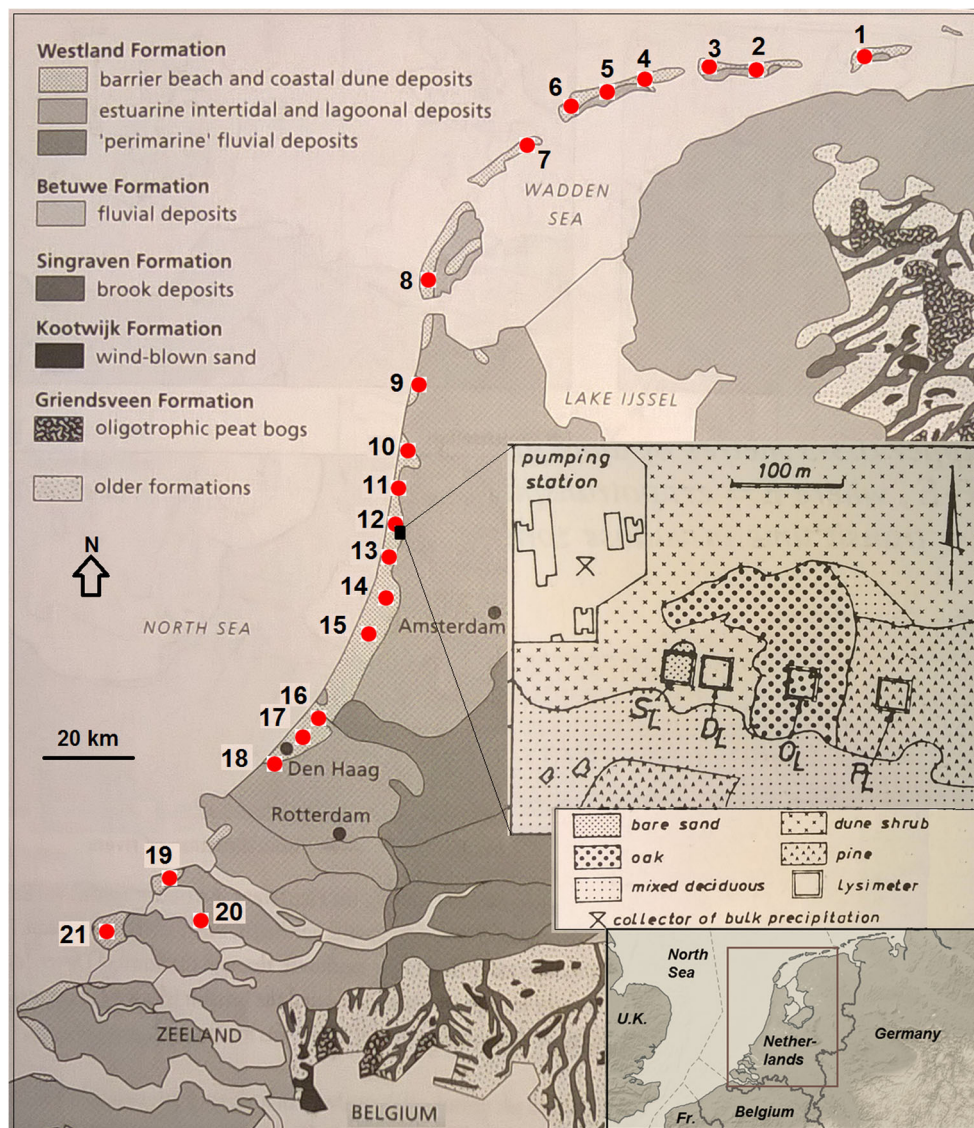 Westland Formation
barrier beach and coastal dune deposits
estuarine intertidal and lagoonal deposits
'perimarine' fluvial deposits
Betuwe Formation
fluvial deposits
Singraven Formation
brook deposits
Kootwijk Formation
wind-blown sand
Griendsveen Formation
oligotrophic peat bogs
older formations
N
1
2
3
4
5
6
7
WADDEN
SEA
8
9
LAKE IJSSEL
10
11
12
13
14
15
NORTH SEA
Amsterdam
16
17
18
20 km
Den Haag
Rotterdam
19
20
21
ZEELAND
BELGIUM
pumping
station
100 m
SL
DL
OL
PL
bare sand
dune shrub
oak
pine
mixed deciduous
lysimeter
collector of bulk precipitation
North
Sea
U.K.
Nether-
lands
Germany
Fr.
Belgium